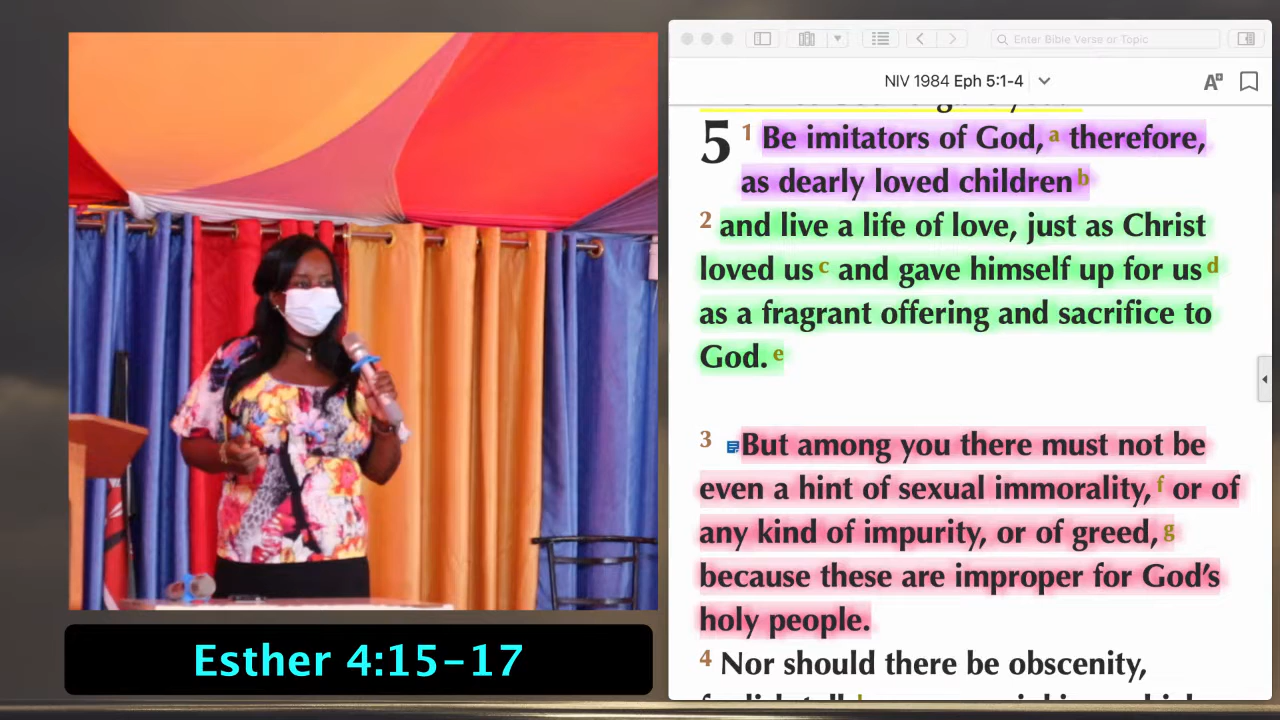 Enter Bible Verse or Topic
NIV 1984 Eph 5:1-4
A
5 1 Be imitators of God, a therefore,
as dearly loved children b
2 and live a life of love, just as Christ
loved us c and gave himself up for us d
as a fragrant offering and sacrifice to
God. e
3 But among you there must not be
even a hint of sexual immorality, f or of
any kind of impurity, or of greed, g
because these are improper for God's
holy people.
4 Nor should there be obscenity,
Esther 4:15-17